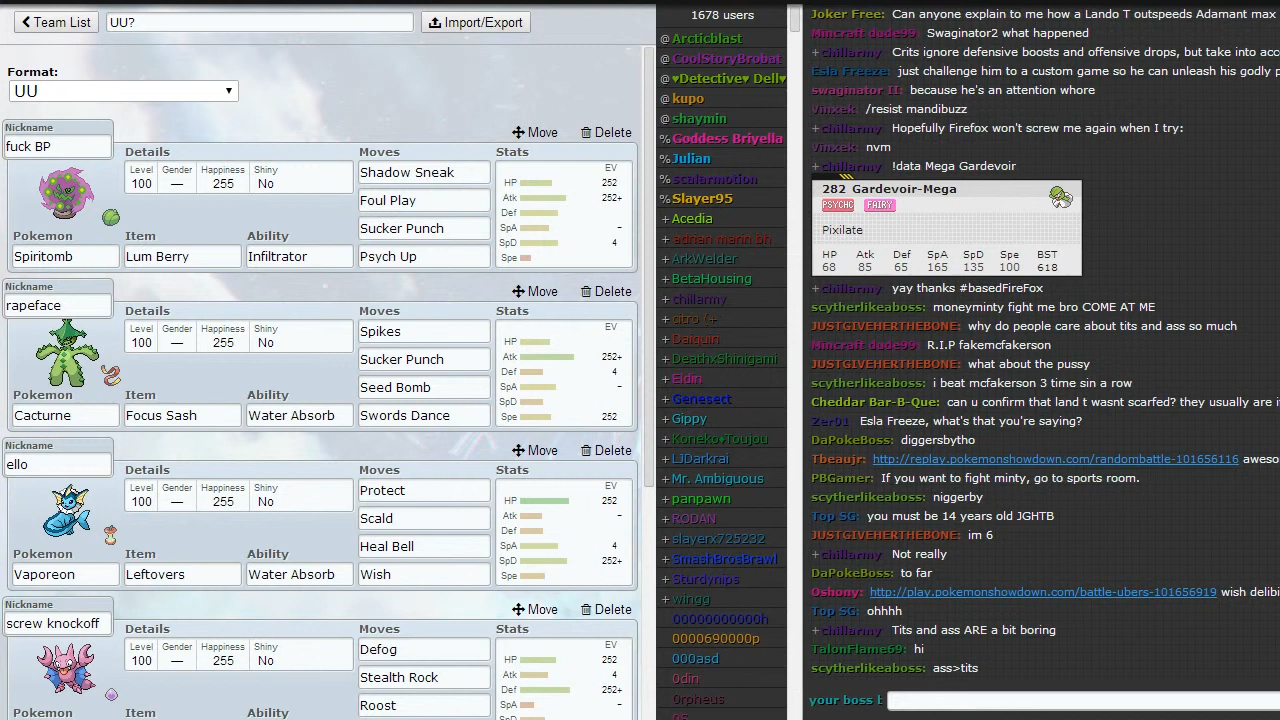 Team List
UU?
Import/Export
Format:
UU
Nickname
fu¢k BP
Move
Delete
Details
Moves
Stats
Level Gender Happiness Shiny
100 — 255 No
Shadow Sneak
Foul Play
Sucker Punch
Psych Up
EV
HP 252
Atk 252+
Def
SpA –
SpD 4
Spe
Pokemon Item Ability
Spiritomb Lum Berry Infiltrator
Nickname
rapeface
Move
Delete
Details
Moves
Stats
Level Gender Happiness Shiny
100 — 255 No
Spikes
Sucker Punch
Seed Bomb
Swords Dance
EV
HP
Atk 252+
Def 4
SpA –
SpD
Spe 252
Pokemon Item Ability
Cacturne Focus Sash Water Absorb
Nickname
ello
Move
Delete
Details
Moves
Stats
Level Gender Happiness Shiny
100 — 255 No
Protect
Scald
Heal Bell
Wish
EV
HP 252
Atk –
Def
SpA 4
SpD 252+
Spe
Pokemon Item Ability
Vaporeon Leftovers Water Absorb
Nickname
screw knockoff
Move
Delete
Details
Moves
Stats
Level Gender Happiness Shiny
100 — 255 No
Defog
Stealth Rock
Roost
EV
HP 252
Atk 4
Def 252+
SpA –
SpD
1678 users
@Arcticblast
@CoolStoryBrobat
@♥Detective♥ Dell♥
@kupo
@shaymin
%Goddess Briyella
%Julian
%scalarmotion
%Slayer95
+Acedia
+adrian marin bh
+ArkWelder
+BetaHousing
+chillarmy
+citro (+
+Daiquin
+DeathxShinigami
+Eldin
+Genesect
+Gippy
+Koneko♦Toujou
+LJDarkrai
+Mr. Ambiguous
+panpawn
+RODAN
+slayerx725232
+SmashBrosBrawl
+Sturdynips
+wingg
00000000000h
0000690000p
000asd
0din
0rpheus
Joker Free: Can anyone explain to me how a Lando T outspeeds Adamant max
Mincraft dude99: Swaginator2 what happened
+chillarmy: Crits ignore defensive boosts and offensive drops, but take into acc
Esla Freeze: just challenge him to a custom game so he can unleash his godly p
swaginator II: because he's an attention whore
Vinxek: /resist mandibuzz
+chillarmy: Hopefully Firefox won't screw me again when I try:
Vinxek: nvm
+chillarmy: !data Mega Gardevoir
282 Gardevoir-Mega
PSYCHC FAIRY
Pixilate
HP Atk Def SpA SpD Spe BST
68 85 65 165 135 100 618
+chillarmy: yay thanks #basedFireFox
scytherlikeaboss: moneyminty fight me bro COME AT ME
JUSTGIVEHERTHEBONE: why do people care about tits and ass so much
Mincraft dude99: R.I.P fakemcfakerson
JUSTGIVEHERTHEBONE: what about the pussy
scytherlikeaboss: i beat mcfakerson 3 time sin a row
Cheddar Bar-B-Que: can u confirm that land t wasnt scarfed? they usually are i
Zer01: Esla Freeze, what's that you're saying?
DaPokeBoss: diggersbytho
Tbeaujr: http://replay.pokemonshowdown.com/randombattle-101656116 aweso
PBGamer: If you want to fight minty, go to sports room.
scytherlikeaboss: niggerby
Top SG: you must be 14 years old JGHTB
JUSTGIVEHERTHEBONE: im 6
+chillarmy: Not really
DaPokeBoss: to far
Oshony: http://play.pokemonshowdown.com/battle-ubers-101656919 wish delibi
Top SG: ohhhh
+chillarmy: Tits and ass ARE a bit boring
TalonFlame69: hi
scytherlikeaboss: ass>tits
your boss t